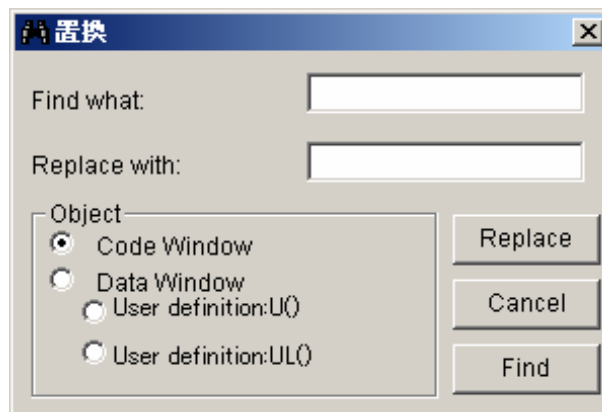 置換
Find what:
Replace with:
Object
Code Window
Data Window
User definition:U()
User definition:UL()
Replace
Cancel
Find